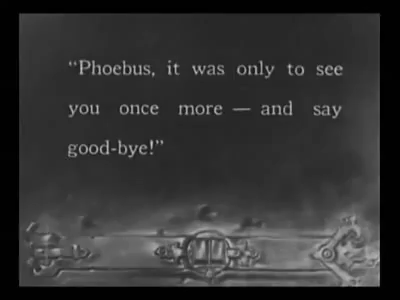 “Phoebus, it was only to see
you once more — and say
good-bye!”